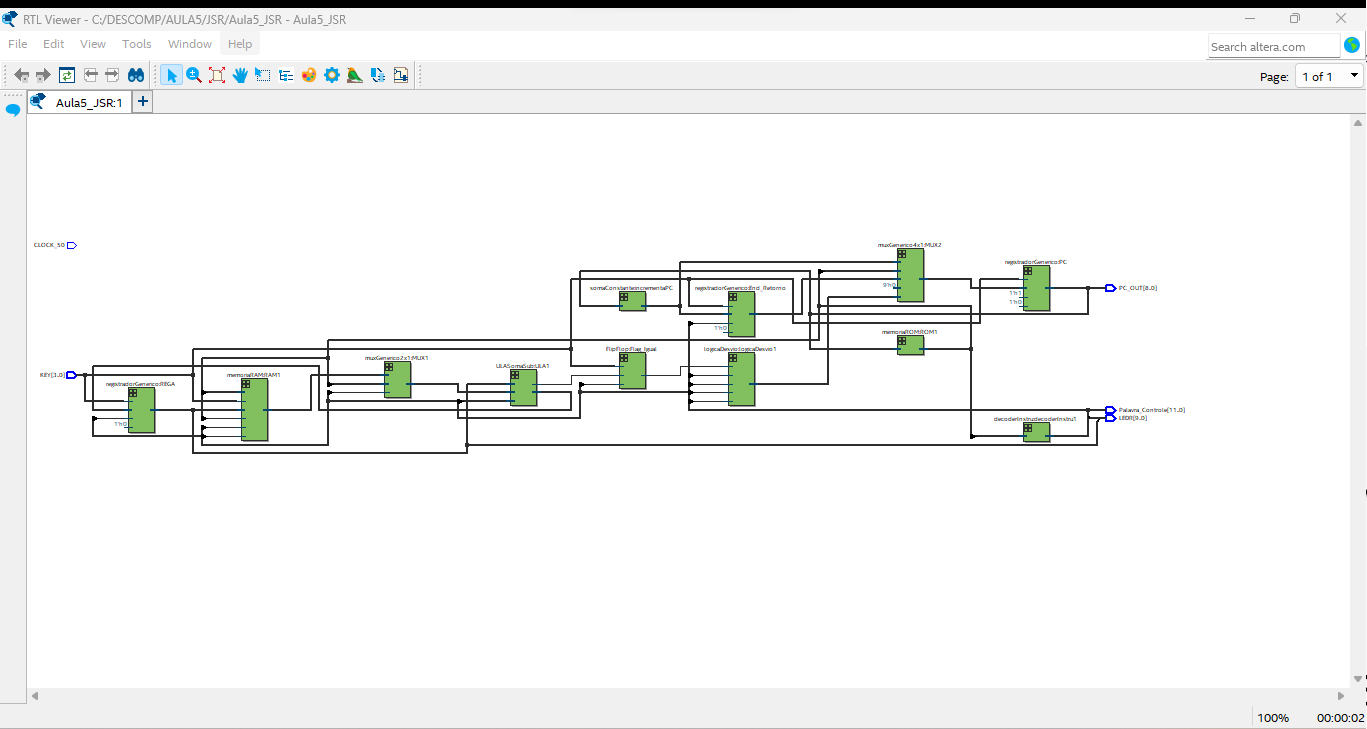 RTL Viewer - C:/DESCOMP/AULA5/JSR/Aula5_JSR - Aula5_JSR
File Edit View Tools Window Help
Search altera.com
Page: 1 of 1
Aula5_JSR:1
CLOCK_50
muxGenerico4x1:MUX2
registradorGenerico:PC
somaConstante:incrementaPC
registradorGenerico:End_Retorno
9'h0
1'h1
1'h0
PC_OUT[8..0]
1'h0
memoriaROM:ROM1
flipFlop:Flag_Igual
logicaDesvio:logicaDesvio1
muxGenerico2x1:MUX1
ULASomaSub:ULA1
KEY[3..0]
registradorGenerico:REGA
memoriaRAM:RAM1
1'h0
Palavra_Controle[11..0]
LEDR[9..0]
decoderInstru:decoderInstru1
100% 00:00:02